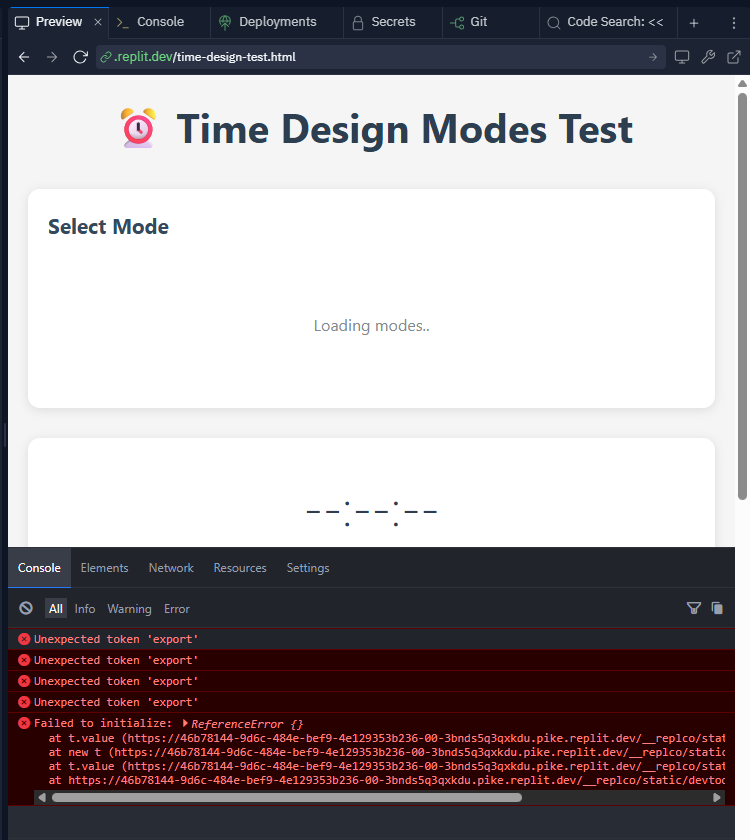 Preview
Console
Deployments
Secrets
Git
Code Search: <<
.replit.dev/time-design-test.html
Time Design Modes Test
Select Mode
Loading modes..
--:--:--
Console Elements Network Resources Settings
All Info Warning Error
Unexpected token 'export'
Unexpected token 'export'
Unexpected token 'export'
Unexpected token 'export'
Failed to initialize: ReferenceError {}
at t.value (https://46b78144-9d6c-484e-bef9-4e129353b236-00-3bnds5q3qxkdu.pike.replit.dev/__replco/stat
at new t (https://46b78144-9d6c-484e-bef9-4e129353b236-00-3bnds5q3qxkdu.pike.replit.dev/__replco/static
at t.value (https://46b78144-9d6c-484e-bef9-4e129353b236-00-3bnds5q3qxkdu.pike.replit.dev/__replco/stat
at https://46b78144-9d6c-484e-bef9-4e129353b236-00-3bnds5q3qxkdu.pike.replit.dev/__replco/static/devtoo